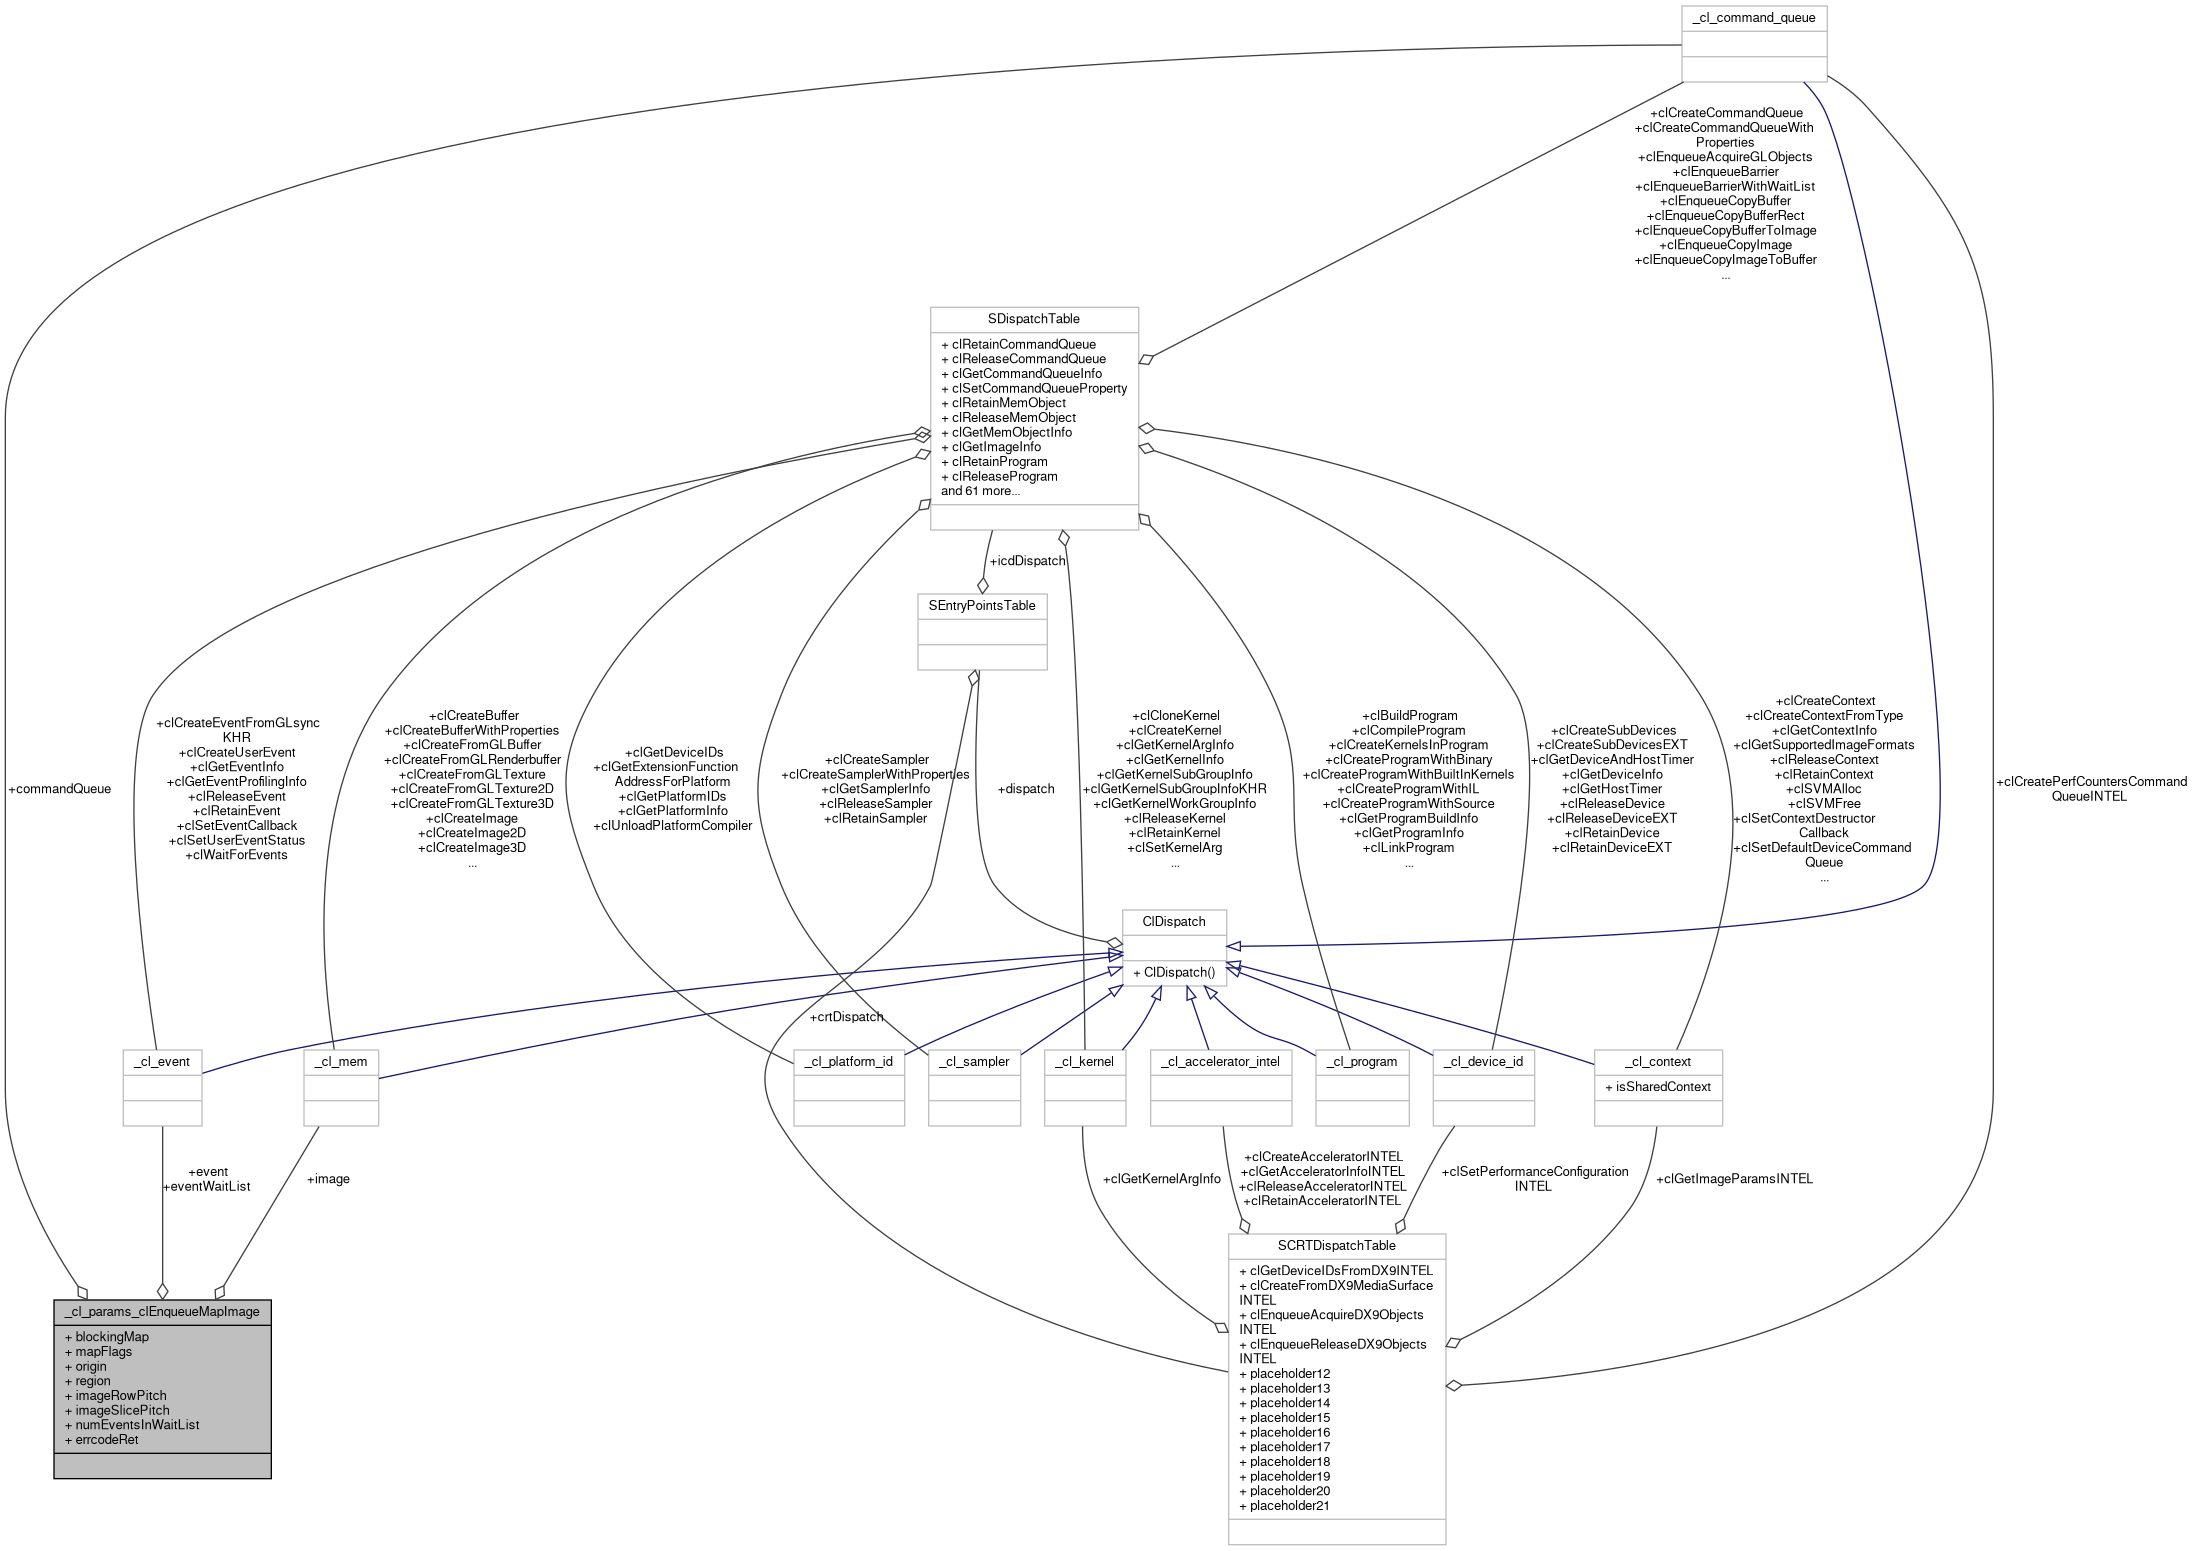 _cl_command_queue
+clCreateCommandQueue
+clCreateCommandQueueWith
Properties
+clEnqueueAcquireGLObjects
+clEnqueueBarrier
+clEnqueueBarrierWithWaitList
+clEnqueueCopyBuffer
+clEnqueueCopyBufferRect
+clEnqueueCopyBufferToImage
+clEnqueueCopyImage
+clEnqueueCopyImageToBuffer
...
SDispatchTable
+ clRetainCommandQueue
+ clReleaseCommandQueue
+ clGetCommandQueueInfo
+ clSetCommandQueueProperty
+ clRetainMemObject
+ clReleaseMemObject
+ clGetMemObjectInfo
+ clGetImageInfo
+ clRetainProgram
+ clReleaseProgram
and 61 more...
+icdDispatch
SEntryPointsTable
+commandQueue
+clCreateEventFromGLsync
KHR
+clCreateUserEvent
+clGetEventInfo
+clGetEventProfilingInfo
+clReleaseEvent
+clRetainEvent
+clSetEventCallback
+clSetUserEventStatus
+clWaitForEvents
+clCreateBuffer
+clCreateBufferWithProperties
+clCreateFromGLBuffer
+clCreateFromGLRenderbuffer
+clCreateFromGLTexture
+clCreateFromGLTexture2D
+clCreateFromGLTexture3D
+clCreateImage
+clCreateImage2D
+clCreateImage3D
...
+clGetDeviceIDs
+clGetExtensionFunction
AddressForPlatform
+clGetPlatformIDs
+clGetPlatformInfo
+clUnloadPlatformCompiler
+clCreateSampler
+clCreateSamplerWithProperties
+clGetSamplerInfo
+clReleaseSampler
+clRetainSampler
+dispatch
+clCloneKernel
+clCreateKernel
+clGetKernelArgInfo
+clGetKernelInfo
+clGetKernelSubGroupInfo
+clGetKernelSubGroupInfoKHR
+clGetKernelWorkGroupInfo
+clReleaseKernel
+clRetainKernel
+clSetKernelArg
...
+clBuildProgram
+clCompileProgram
+clCreateKernelsInProgram
+clCreateProgramWithBinary
+clCreateProgramWithBuiltInKernels
+clCreateProgramWithIL
+clCreateProgramWithSource
+clGetProgramBuildInfo
+clGetProgramInfo
+clLinkProgram
...
+clCreateSubDevices
+clCreateSubDevicesEXT
+clGetDeviceAndHostTimer
+clGetDeviceInfo
+clGetHostTimer
+clReleaseDevice
+clReleaseDeviceEXT
+clRetainDevice
+clRetainDeviceEXT
+clCreateContext
+clCreateContextFromType
+clGetContextInfo
+clGetSupportedImageFormats
+clReleaseContext
+clRetainContext
+clSVMAlloc
+clSVMFree
+clSetContextDestructor
Callback
+clSetDefaultDeviceCommand
Queue
...
+clCreatePerfCountersCommand
QueueINTEL
ClDispatch
+ ClDispatch()
+crtDispatch
_cl_event
_cl_mem
_cl_platform_id
_cl_sampler
_cl_kernel
_cl_accelerator_intel
_cl_program
_cl_device_id
_cl_context
+ isSharedContext
+event
+eventWaitList
+image
+clGetKernelArgInfo
+clCreateAcceleratorINTEL
+clGetAcceleratorInfoINTEL
+clReleaseAcceleratorINTEL
+clRetainAcceleratorINTEL
+clSetPerformanceConfiguration
INTEL
+clGetImageParamsINTEL
_cl_params_clEnqueueMapImage
+ blockingMap
+ mapFlags
+ origin
+ region
+ imageRowPitch
+ imageSlicePitch
+ numEventsInWaitList
+ errcodeRet
SCRTDispatchTable
+ clGetDeviceIDsFromDX9INTEL
+ clCreateFromDX9MediaSurface
INTEL
+ clEnqueueAcquireDX9Objects
INTEL
+ clEnqueueReleaseDX9Objects
INTEL
+ placeholder12
+ placeholder13
+ placeholder14
+ placeholder15
+ placeholder16
+ placeholder17
+ placeholder18
+ placeholder19
+ placeholder20
+ placeholder21